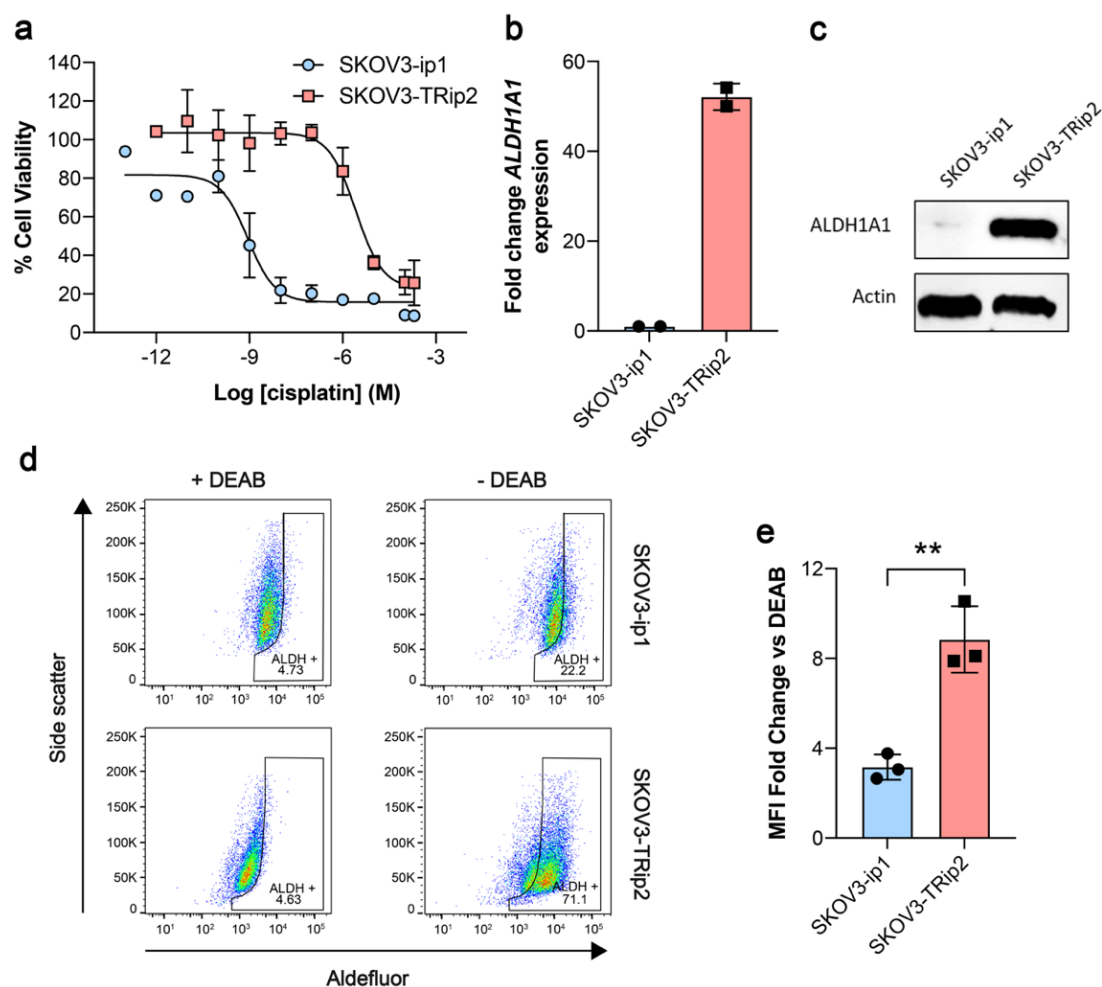 a
140
120
100
80
60
40
20
0
% Cell Viability
SKOV3-ip1
SKOV3-TRip2
-12
-9
-6
-3
Log [cisplatin] (M)
b
60
40
20
0
Fold change ALDH1A1
expression
SKOV3-ip1
SKOV3-TRip2
c
SKOV3-ip1
SKOV3-TRip2
ALDH1A1
Actin
d
+ DEAB
- DEAB
Side scatter
250K
200K
150K
100K
50K
0
ALDH +
4.73
10¹ 10² 10³ 10⁴ 10⁵
250K
200K
150K
100K
50K
0
ALDH +
22.2
10¹ 10² 10³ 10⁴ 10⁵
SKOV3-ip1
250K
200K
150K
100K
50K
0
ALDH +
4.63
10¹ 10² 10³ 10⁴ 10⁵
250K
200K
150K
100K
50K
0
ALDH +
71.1
10¹ 10² 10³ 10⁴ 10⁵
SKOV3-TRip2
Aldefluor
e
**
12
8
4
0
MFI Fold Change vs DEAB
SKOV3-ip1
SKOV3-TRip2